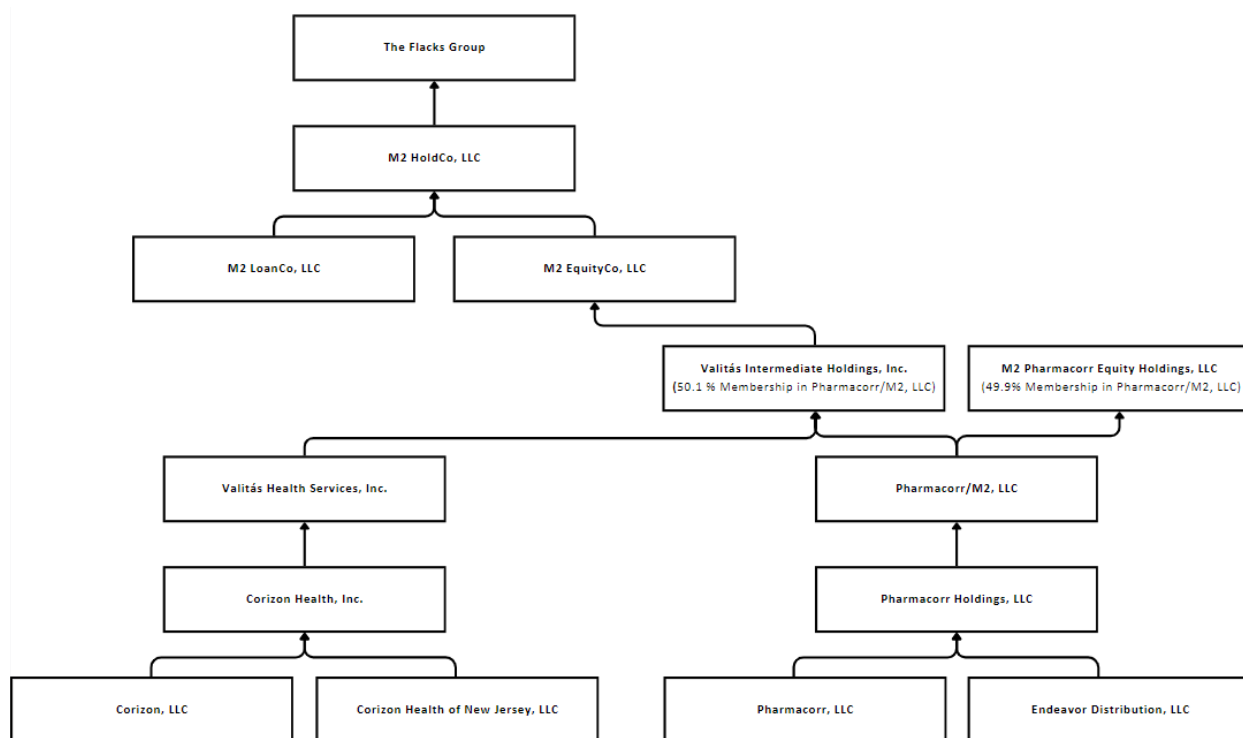 The Flacks Group
M2 HoldCo, LLC
M2 LoanCo, LLC
M2 EquityCo, LLC
Valitás Intermediate Holdings, Inc.
(50.1 % Membership in Pharmacorr/M2, LLC)
M2 Pharmacorr Equity Holdings, LLC
(49.9% Membership in Pharmacorr/M2, LLC)
Valitás Health Services, Inc.
Pharmacorr/M2, LLC
Corizon Health, Inc.
Pharmacorr Holdings, LLC
Corizon, LLC
Corizon Health of New Jersey, LLC
Pharmacorr, LLC
Endeavor Distribution, LLC